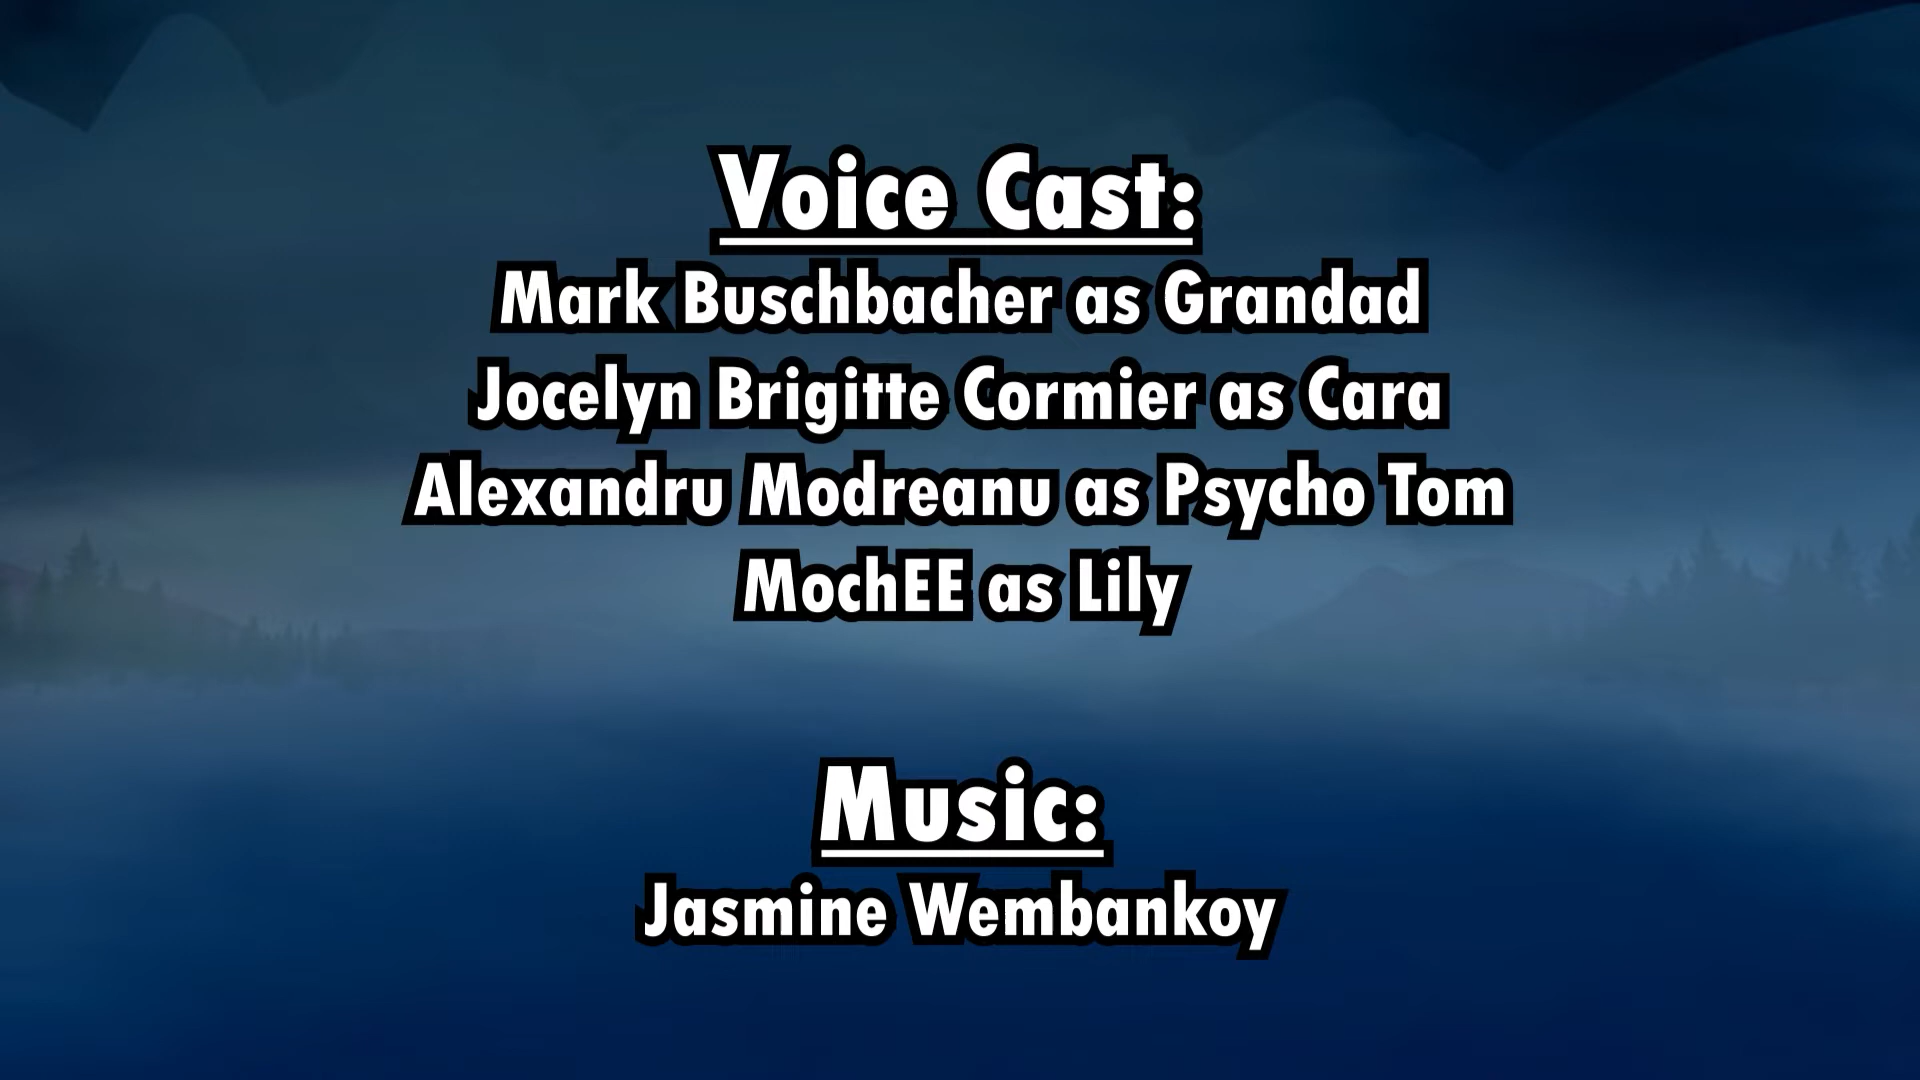 Voice Cast:
Mark Buschbacher as Grandad
Jocelyn Brigitte Cormier as Cara
Alexandru Modreanu as Psycho Tom
MochEE as Lily
Music:
Jasmine Wembankoy